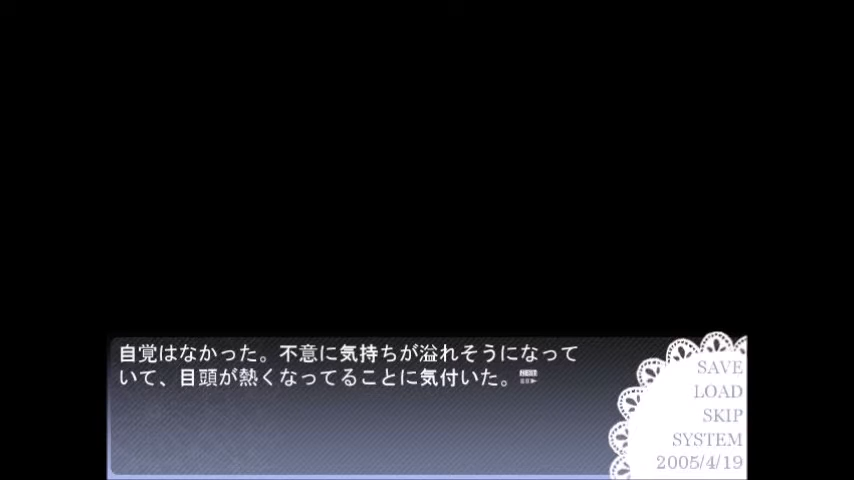 自覚はなかった。不意に気持ちが溢れそうになって
いて、目頭が熱くなってることに気付いた。
SAVE
LOAD
SKIP
SYSTEM
2005/4/19